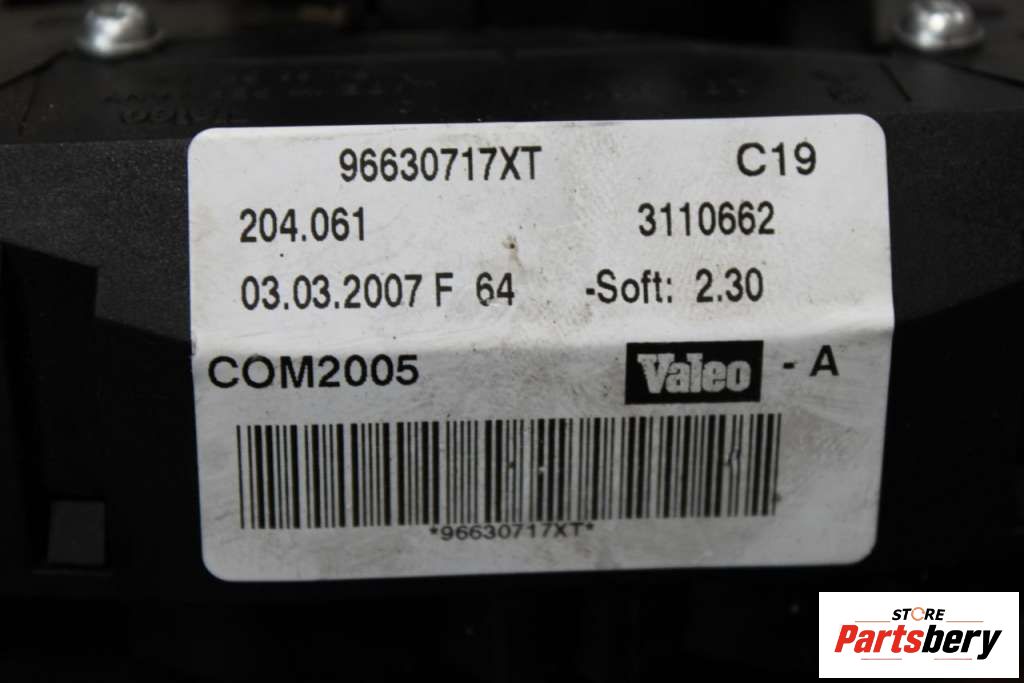 96630717XT C19
204.061 3110662
03.03.2007 F 64 -Soft: 2.30
COM2005 Valeo - A
*96630717XT*
STORE
Partsbery